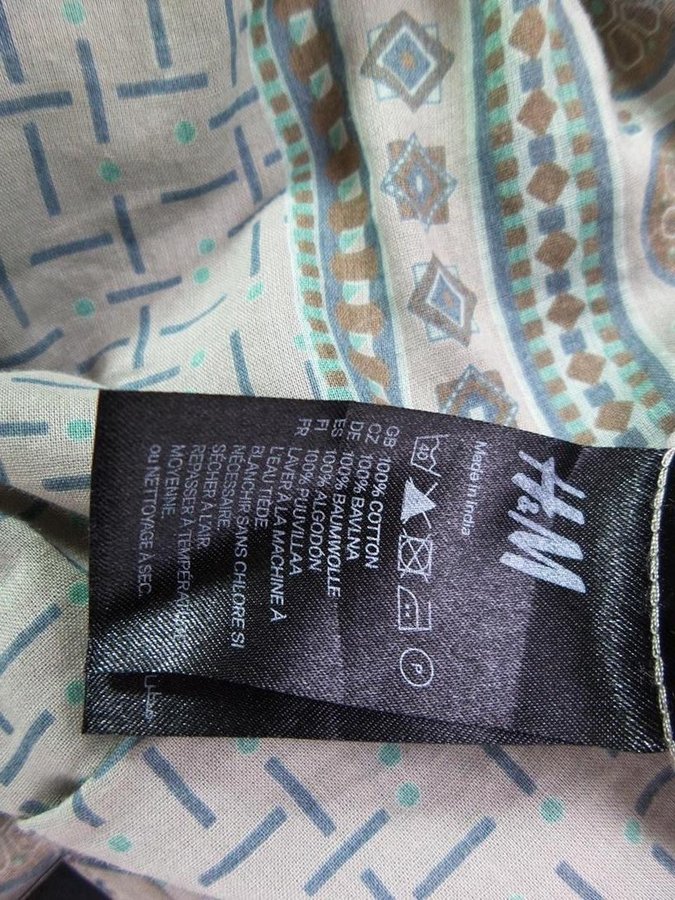 H&M
Made in India
40
P
GB 100% COTTON
CZ 100% BAVLNA
DE 100% BAUMWOLLE
ES 100% ALGODÓN
FI 100% PUUVILLAA
FR
LAVER À LA MACHINE À
L'EAU TIÈDE.
BLANCHIR SANS CHLORE SI
NÉCESSAIRE.
SÉCHER À L'AIR.
REPASSER À TEMPÉRATURE
MOYENNE.
OU NETTOYAGE À SEC.